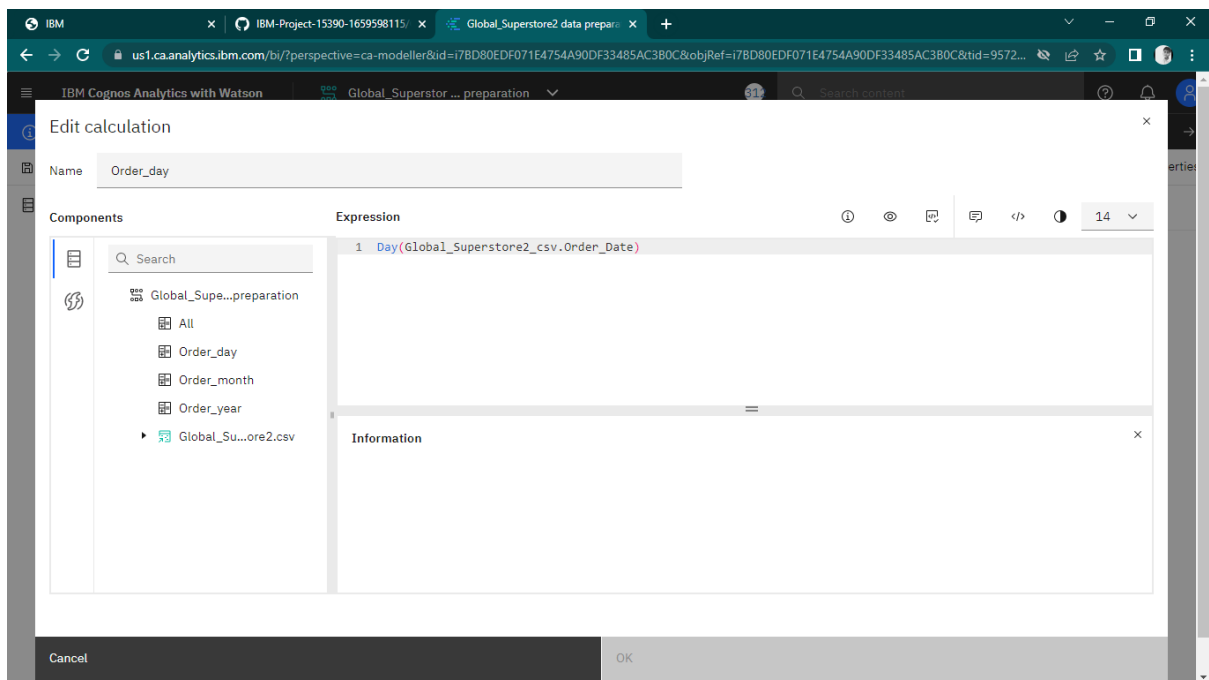 IBM
IBM-Project-15390-1659598115/
Global_Superstore2 data prepara
us1.ca.analytics.ibm.com/bi/?perspective=ca-modeller&id=i7BD80EDF071E4754A90DF33485AC3B0C&objRef=i7BD80EDF071E4754A90DF33485AC3B0C&tid=9572...
IBM Cognos Analytics with Watson
Global_Superstor ... preparation
Search content
Edit calculation
Name
Order_day
erties
Components
Expression
14
1 Day(Global_Superstore2_csv.Order_Date)
Search
Global_Supe...preparation
All
Order_day
Order_month
Order_year
Global_Su...ore2.csv
Information
Cancel
OK